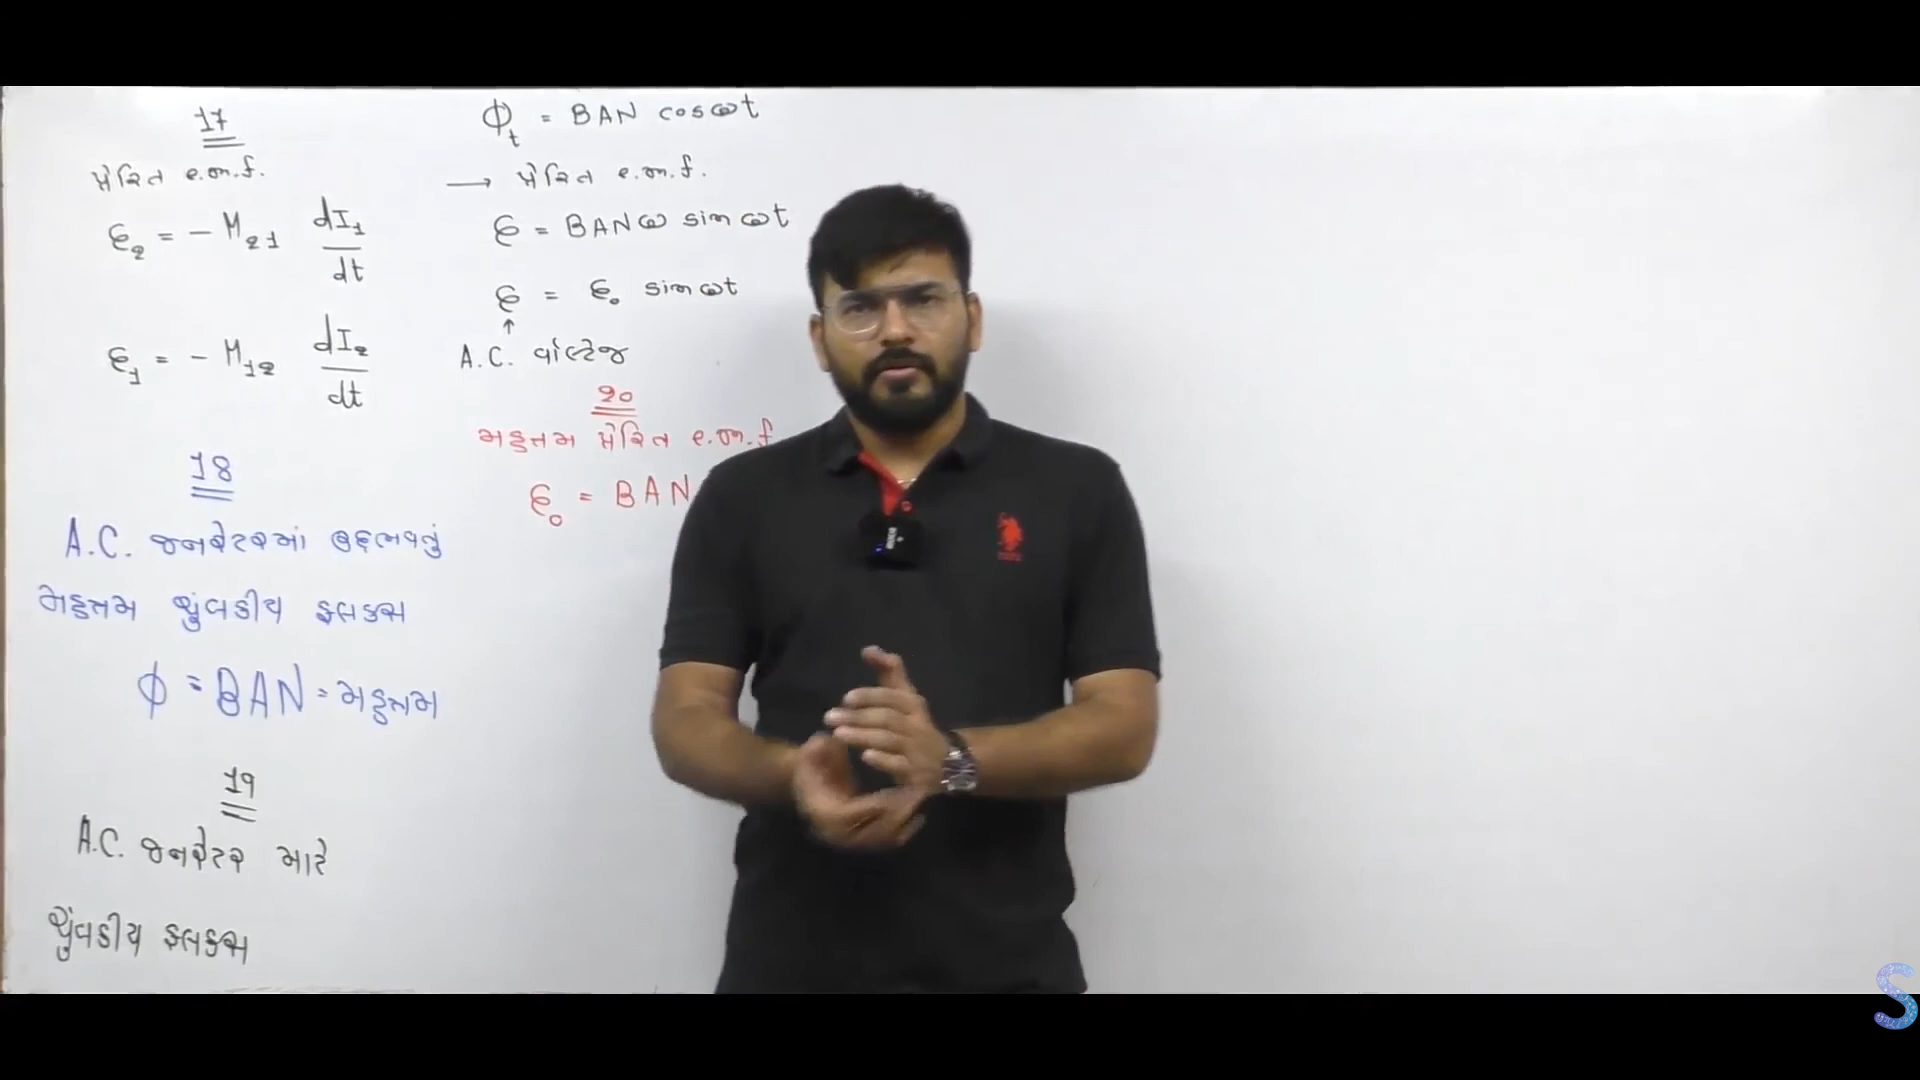 17
પ્રેરિત e.m.f.
ε₂ = - M₂₁ dI₁/dt
ε₁ = - M₁₂ dI₂/dt
18
A.C. જનરેટરમાં ઉદ્દભવતું
મહત્તમ ચુંબકીય ફ્લક્સ
ϕ = BAN = મહત્તમ
19
A.C. જનરેટર માટે
ચુંબકીય ફ્લક્સ
ϕₜ = BAN cosωt
→ પ્રેરિત e.m.f.
ε = BANω sinωt
ε = ε₀ sinωt
↑
A.C. વોલ્ટેજ
20
મહત્તમ પ્રેરિત e.m.f
ε₀ = BAN
S